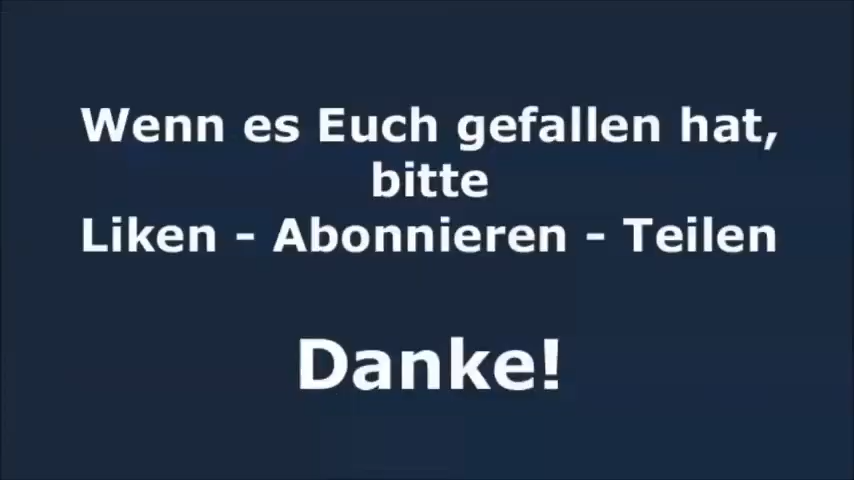 Wenn es Euch gefallen hat,
bitte
Liken - Abonnieren - Teilen
Danke!